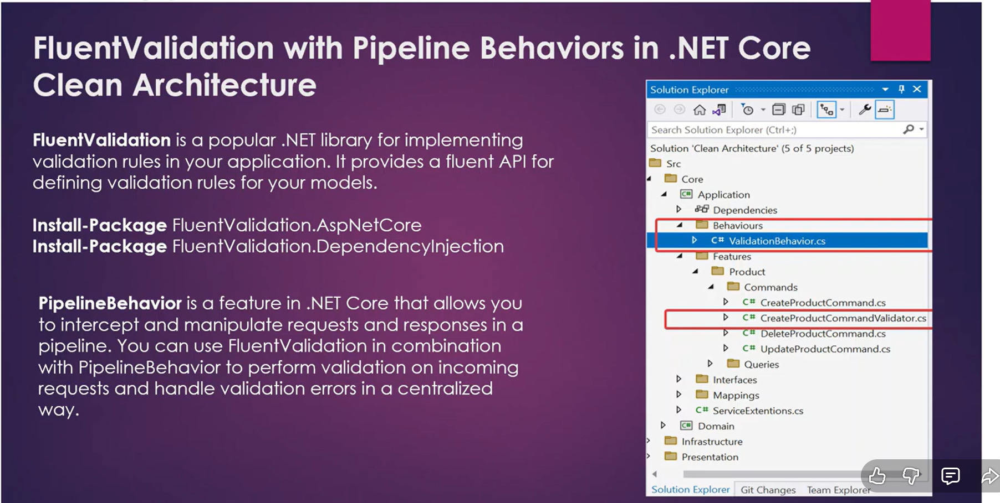 FluentValidation with Pipeline Behaviors in .NET Core
Clean Architecture
FluentValidation is a popular .NET library for implementing
validation rules in your application. It provides a fluent API for
defining validation rules for your models.
Install-Package FluentValidation.AspNetCore
Install-Package FluentValidation.DependencyInjection
PipelineBehavior is a feature in .NET Core that allows you
to intercept and manipulate requests and responses in a
pipeline. You can use FluentValidation in combination
with PipelineBehavior to perform validation on incoming
requests and handle validation errors in a centralized
way.
Solution Explorer
Search Solution Explorer (Ctrl+;)
Solution 'Clean Architecture' (5 of 5 projects)
Src
Core
C# Application
Dependencies
Behaviours
C# ValidationBehavior.cs
Features
Product
Commands
C# CreateProductCommand.cs
C# CreateProductCommandValidator.cs
C# DeleteProductCommand.cs
C# UpdateProductCommand.cs
Queries
Interfaces
Mappings
C# ServiceExtentions.cs
C# Domain
Infrastructure
Presentation
Solution Explorer Git Changes Team Explorer